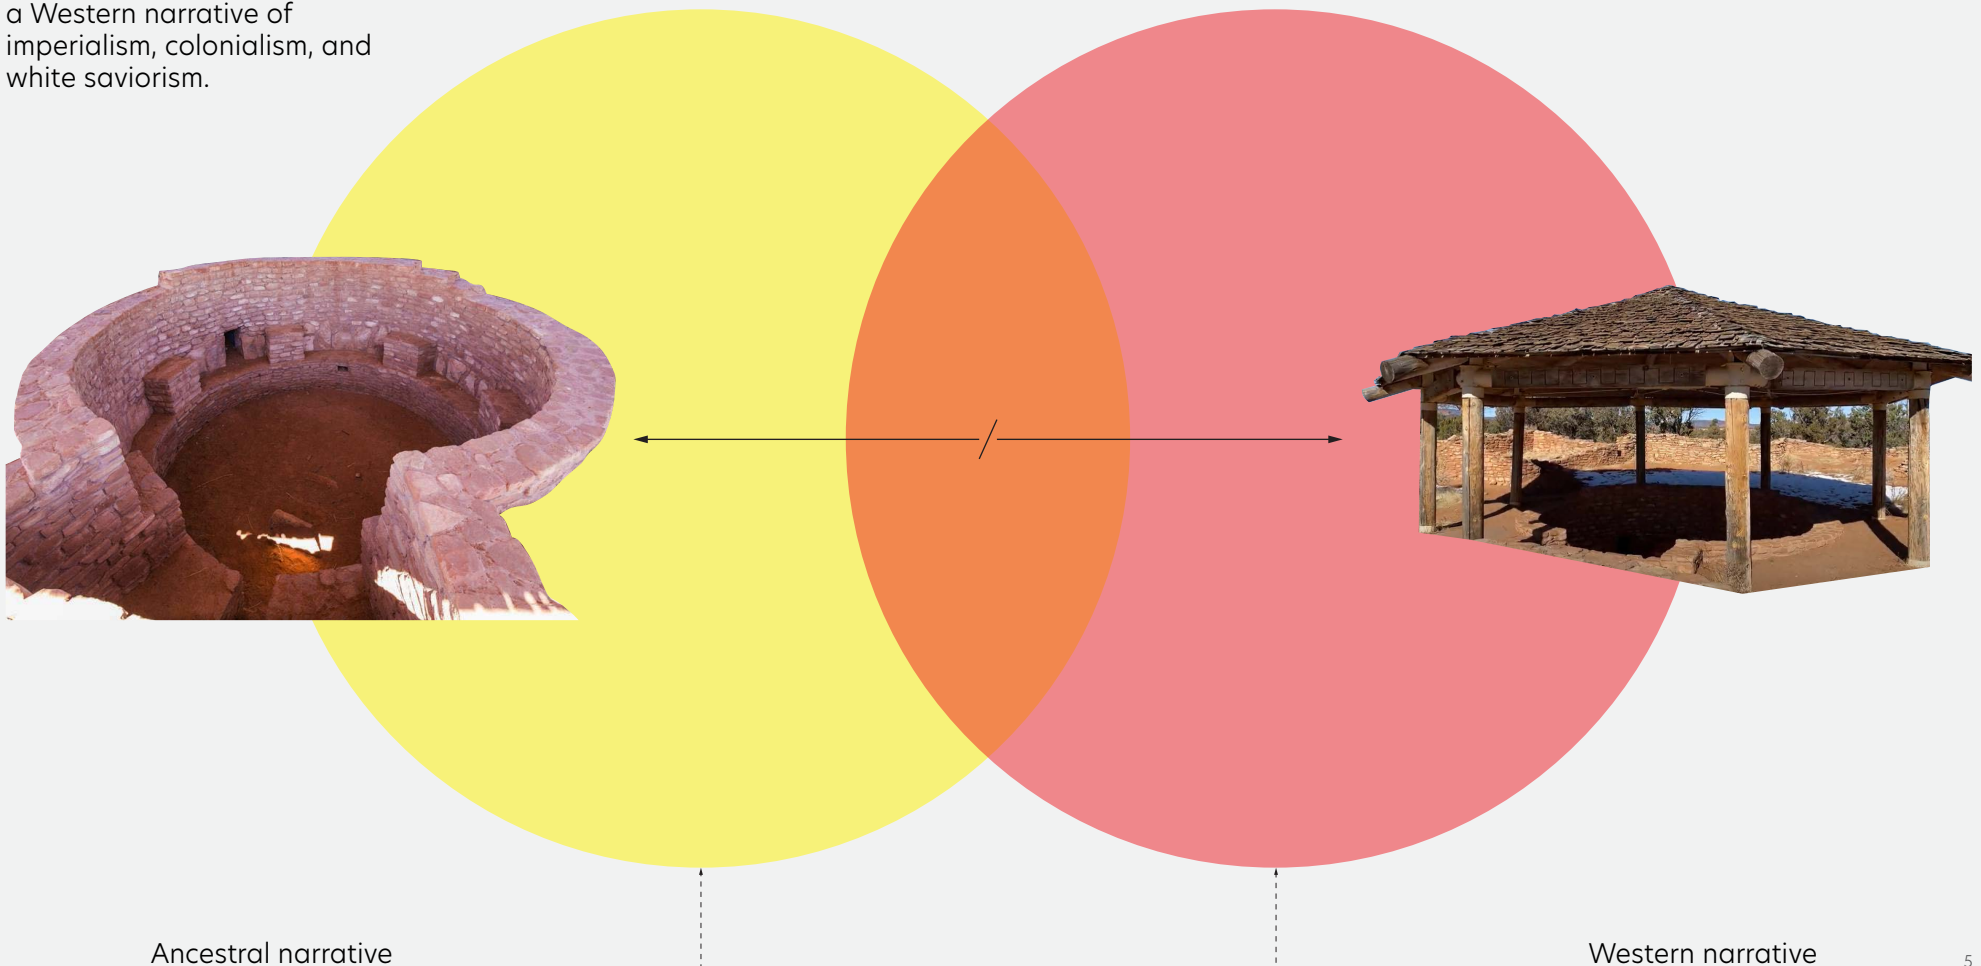 a Western narrative of
imperialism, colonialism, and
white saviorism.
Ancestral narrative
Western narrative
5